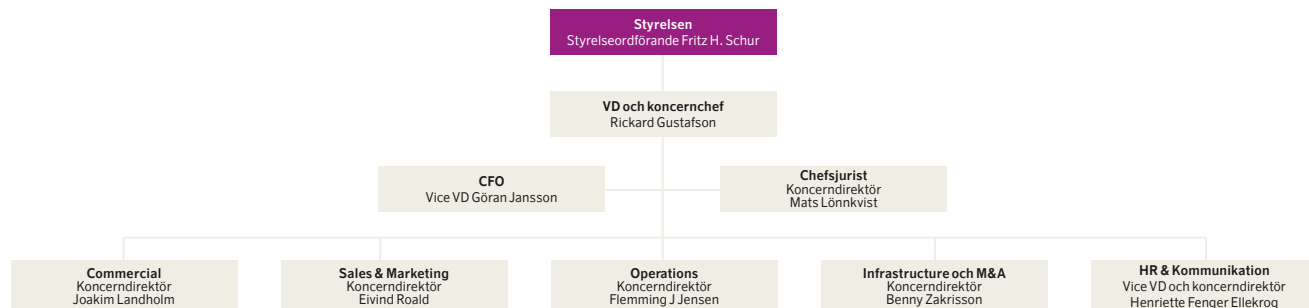 Styrelsen
Styrelseordförande Fritz H. Schur
VD och koncernchef
Rickard Gustafson
CFO
Vice VD Göran Jansson
Chefsjurist
Koncerndirektör
Mats Lönnkvist
Commercial
Koncerndirektör
Joakim Landholm
Sales & Marketing
Koncerndirektör
Eivind Roald
Operations
Koncerndirektör
Flemming J Jensen
Infrastructure och M&A
Koncerndirektör
Benny Zakrisson
HR & Kommunikation
Vice VD och koncerndirektör
Henriette Fenger Ellekrog